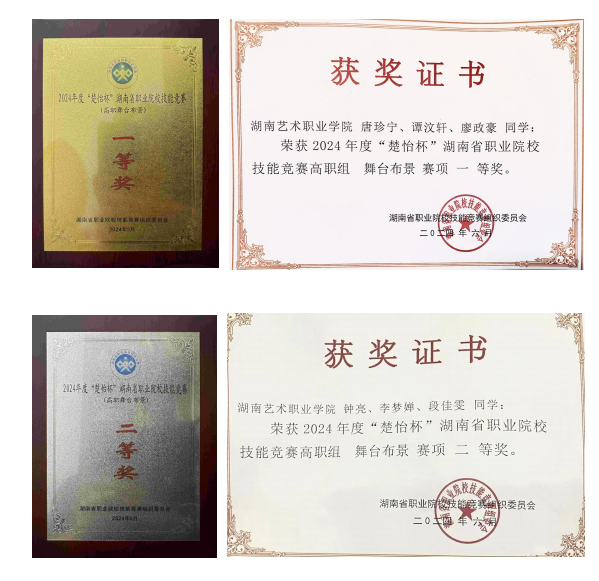 2024年度“楚怡杯”湖南省职业院校技能竞赛
(高职舞台布景)
一
等
奖
湖南省职业院校技能竞赛组织委员会
2024年6月
获奖证书
湖南艺术职业学院 唐珍宁、谭汶轩、廖政豪 同学:
荣获2024年度“楚怡杯”湖南省职业院校
技能竞赛高职组 舞台布景 赛项 一 等奖。
湖南省职业院校技能竞赛组织委员会
二〇二四年六月
2024年度“楚怡杯”湖南省职业院校技能竞赛
(高职舞台布景)
二
等
奖
湖南省职业院校技能竞赛组织委员会
2024年6月
获奖证书
湖南艺术职业学院 钟亮、李梦婵、段佳雯 同学:
荣获2024年度“楚怡杯”湖南省职业院校
技能竞赛高职组 舞台布景 赛项 二 等奖。
湖南省职业院校技能竞赛组织委员会
二〇二四年六月